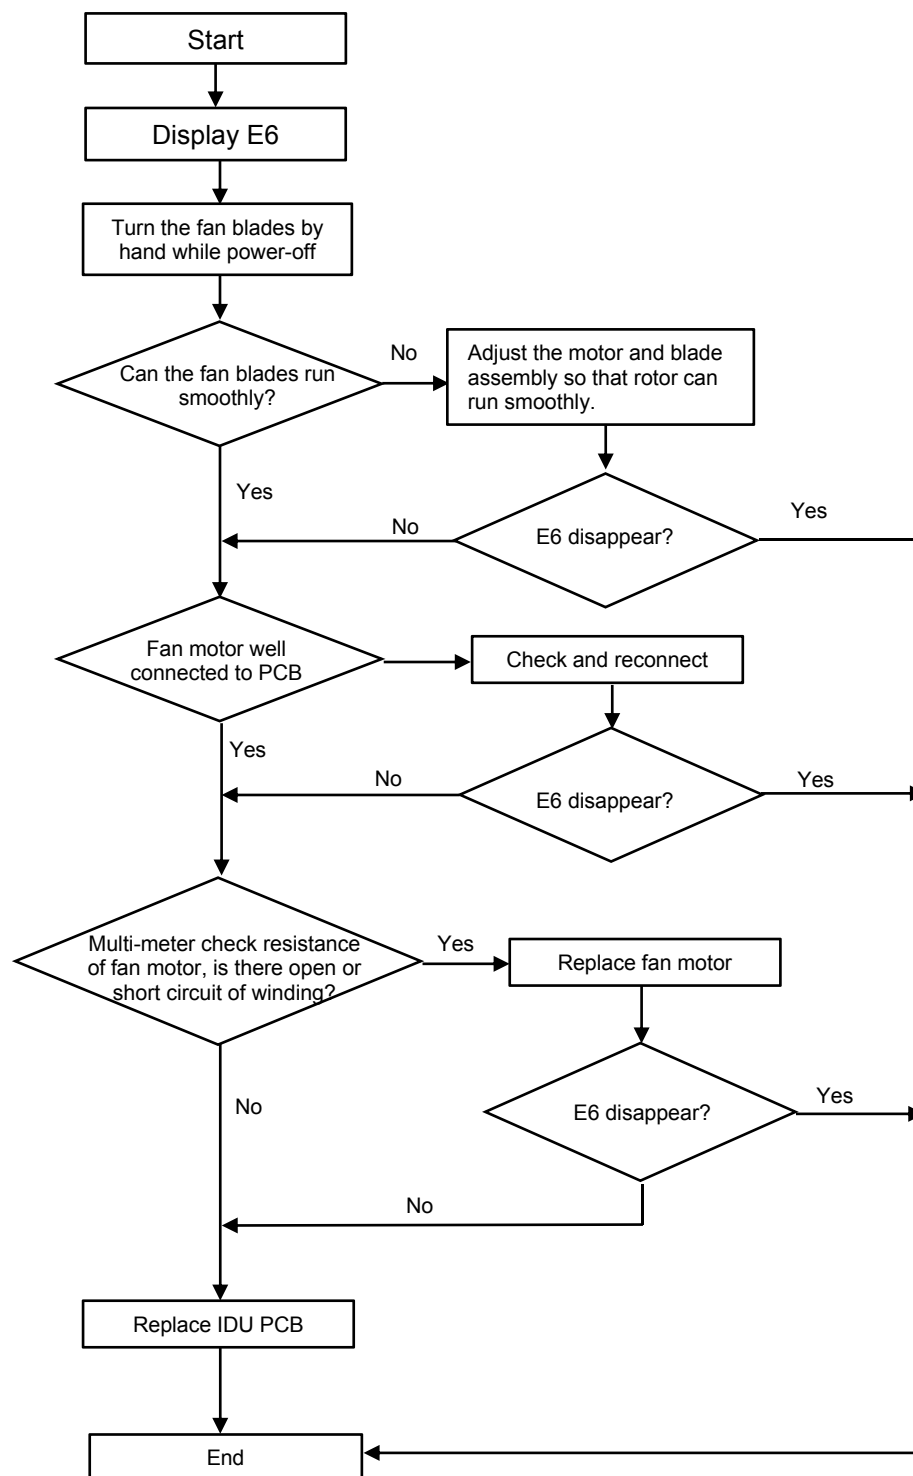 Start
Display E6
Turn the fan blades by
hand while power-off
Can the fan blades run
smoothly?
No
Adjust the motor and blade
assembly so that rotor can
run smoothly.
Yes
No
E6 disappear?
Yes
Fan motor well
connected to PCB
Check and reconnect
Yes
No
E6 disappear?
Yes
Multi-meter check resistance
of fan motor, is there open or
short circuit of winding?
Yes
Replace fan motor
No
E6 disappear?
Yes
No
Replace IDU PCB
End